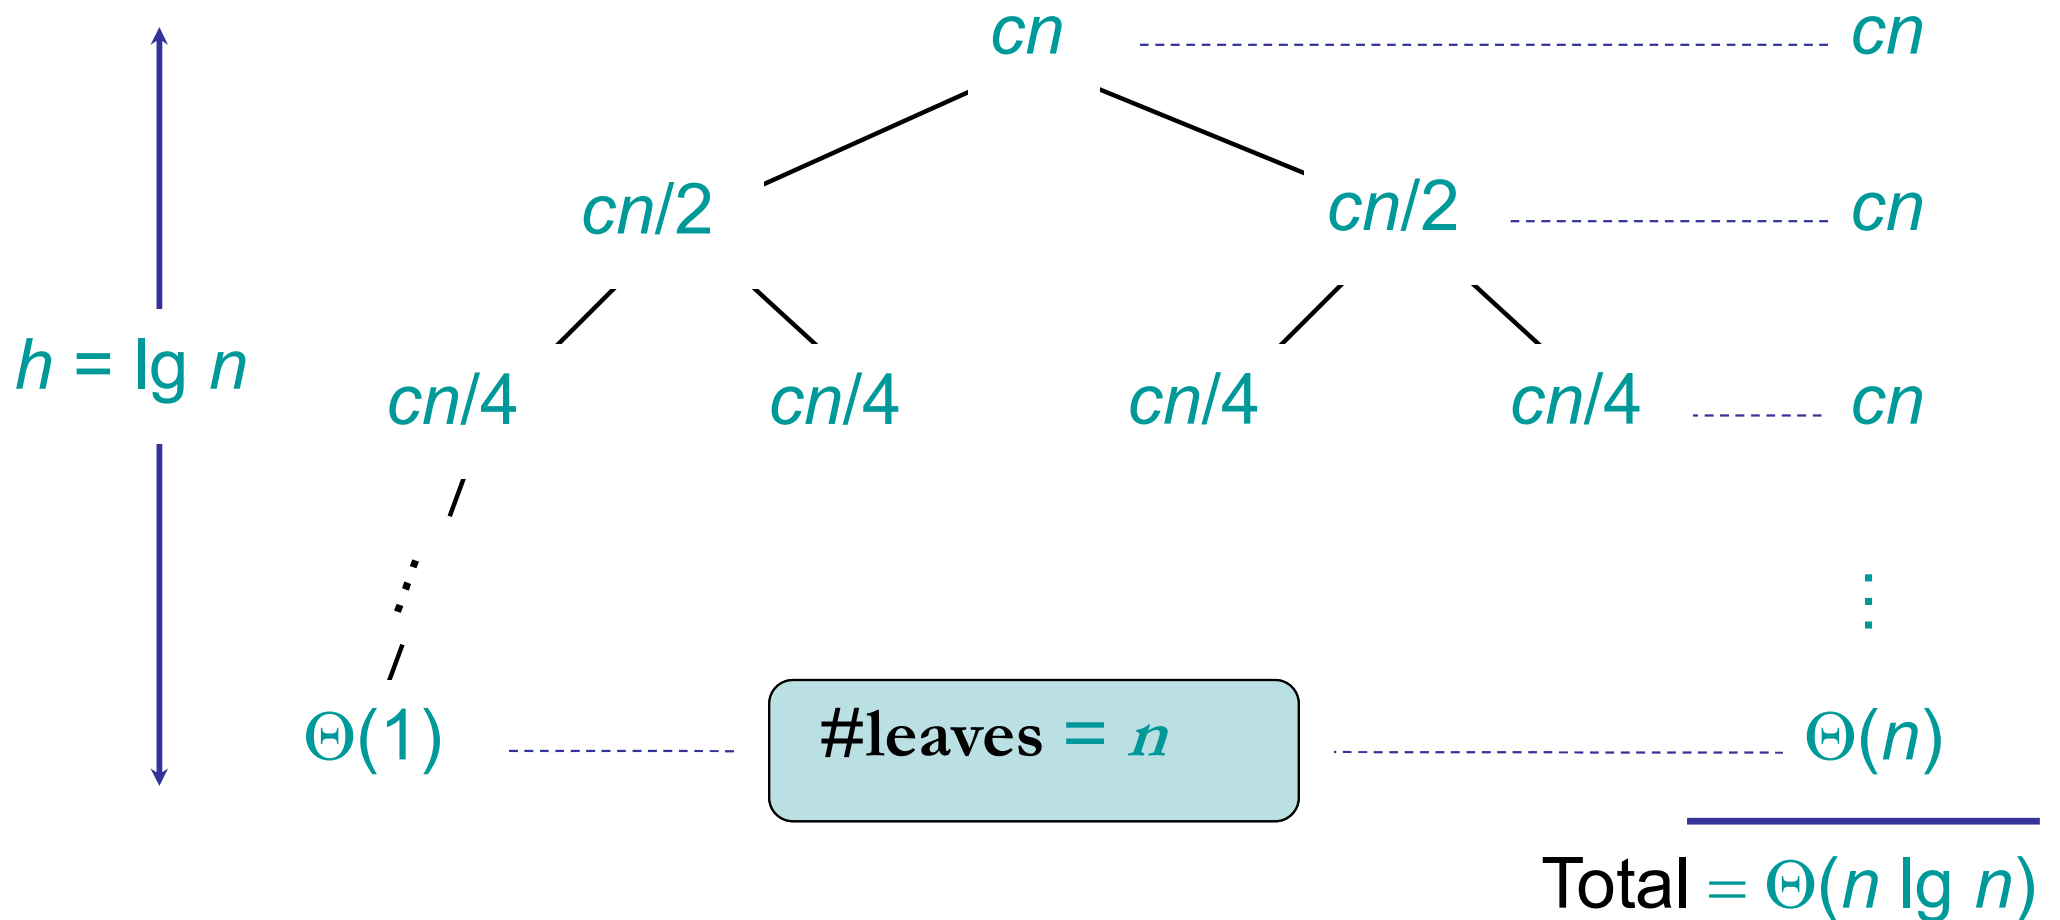 cn cn
cn/2 cn/2 cn
h = lg n
cn/4 cn/4 cn/4 cn/4 cn
Θ(1) #leaves = n Θ(n)
Total = Θ(n lg n)